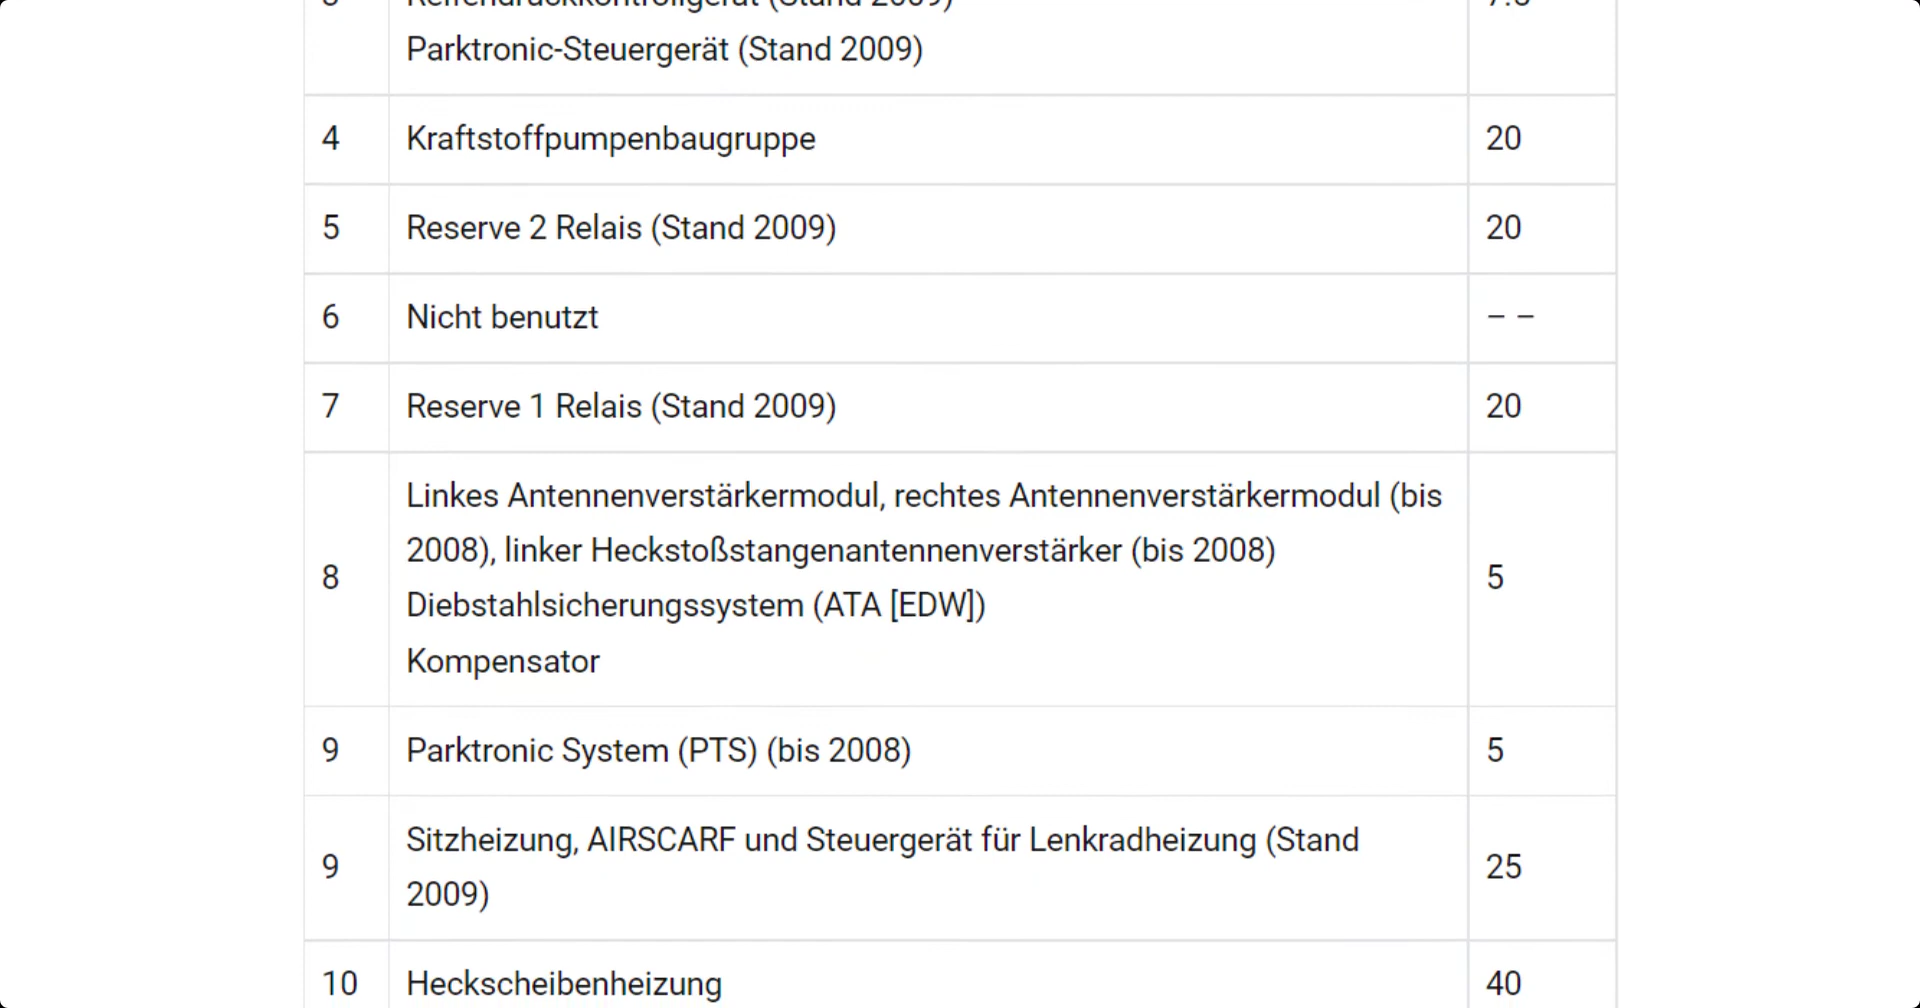 Parktronic-Steuergerät (Stand 2009)
4 Kraftstoffpumpenbaugruppe 20
5 Reserve 2 Relais (Stand 2009) 20
6 Nicht benutzt – –
7 Reserve 1 Relais (Stand 2009) 20
Linkes Antennenverstärkermodul, rechtes Antennenverstärkermodul (bis
2008), linker Heckstoßstangenantennenverstärker (bis 2008)
8 5
Diebstahlsicherungssystem (ATA [EDW])
Kompensator
9 Parktronic System (PTS) (bis 2008) 5
Sitzheizung, AIRSCARF und Steuergerät für Lenkradheizung (Stand
9 25
2009)
10 Heckscheibenheizung 40